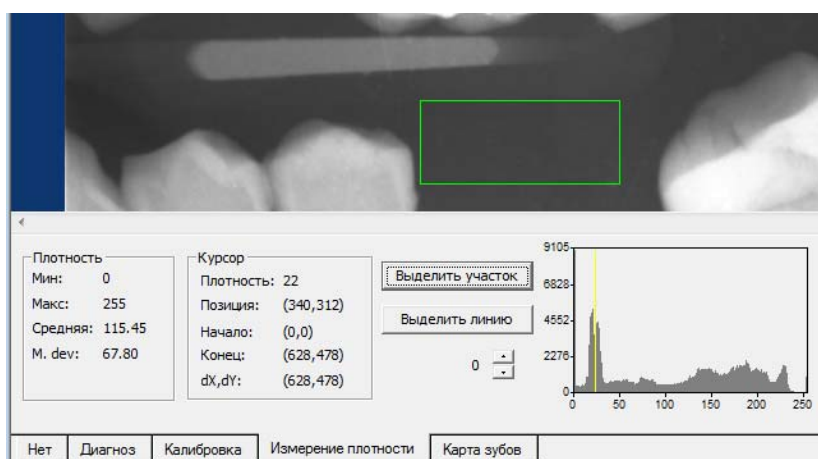 Плотность
Мин: 0
Макс: 255
Средняя: 115.45
M. dev: 67.80
Курсор
Плотность: 22
Позиция: (340,312)
Начало: (0,0)
Конец: (628,478)
dX,dY: (628,478)
Выделить участок
Выделить линию
0
9105
6828
4552
2276
0
0 50 100 150 200 250
Нет Диагноз Калибровка Измерение плотности Карта зубов